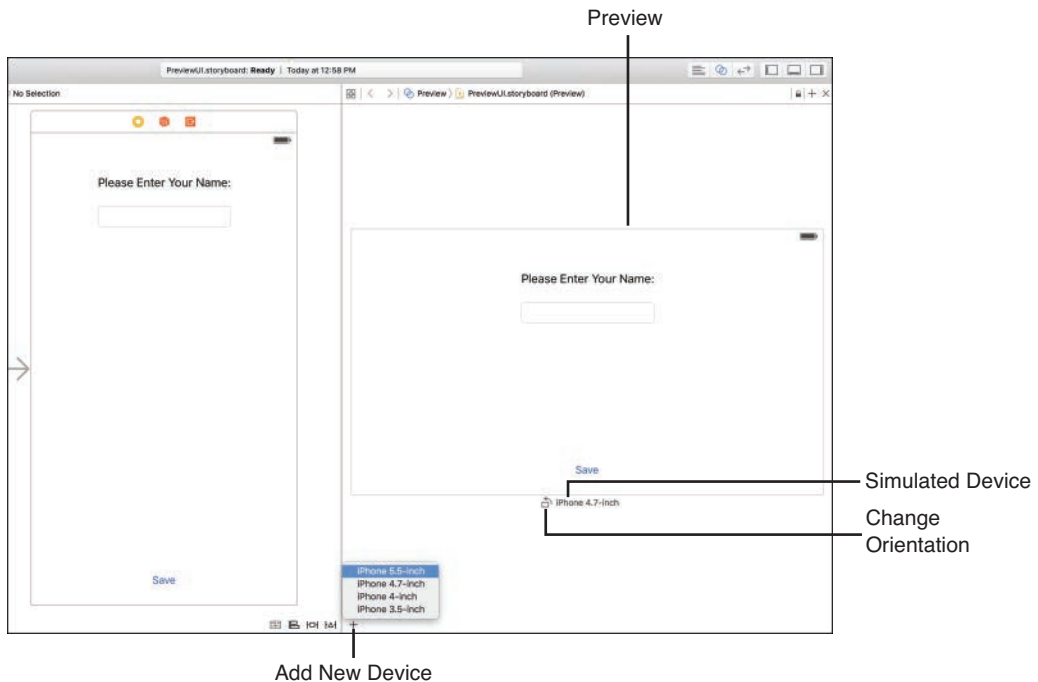 Preview
PreviewUI.storyboard: Ready | Today at 12:58 PM
No Selection
Preview
PreviewUI.storyboard (Preview)
Please Enter Your Name:
Please Enter Your Name:
Save
Simulated Device
iPhone 4.7-inch
Change
Orientation
Save
iPhone 5.5-inch
iPhone 4.7-inch
iPhone 4-inch
iPhone 3.5-inch
Add New Device